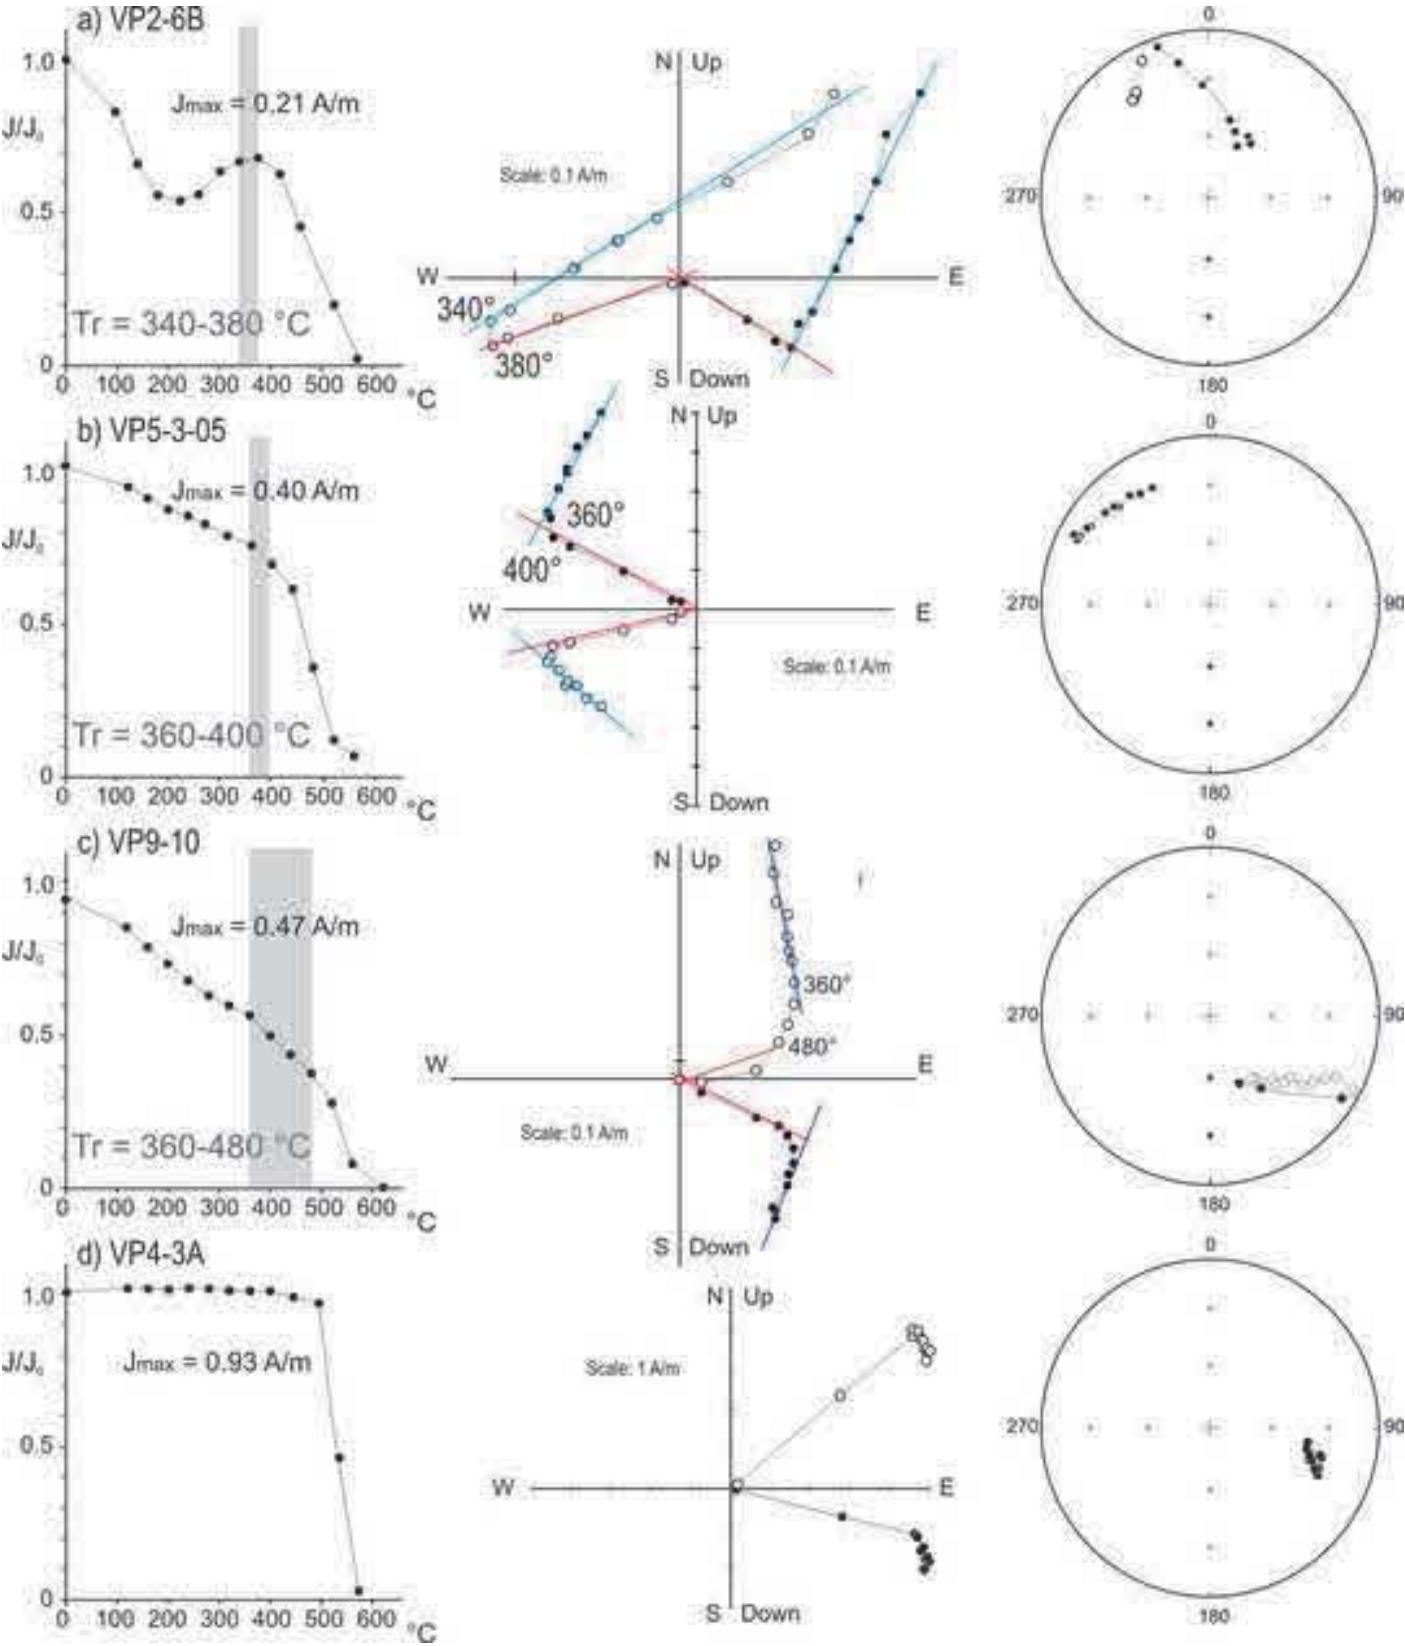 a) VP2-6B
1.0
J/J₀
0.5
0
Jmax = 0.21 A/m
Tr = 340-380 °C
0 100 200 300 400 500 600 °C
N Up
Scale: 0.1 A/m
W E
340°
380°
S Down
0
270 90
180
b) VP5-3-05
1.0
J/J₀
0.5
0
Jmax = 0.40 A/m
Tr = 360-400 °C
0 100 200 300 400 500 600 °C
N Up
360°
400°
W E
Scale: 0.1 A/m
S Down
0
270 90
180
c) VP9-10
1.0
J/J₀
0.5
0
Jmax = 0.47 A/m
Tr = 360-480 °C
0 100 200 300 400 500 600 °C
N Up
360°
480°
W E
Scale: 0.1 A/m
S Down
0
270 90
180
d) VP4-3A
1.0
J/J₀
0.5
0
Jmax = 0.93 A/m
0 100 200 300 400 500 600 °C
N Up
Scale: 1 A/m
W E
S Down
0
270 90
180